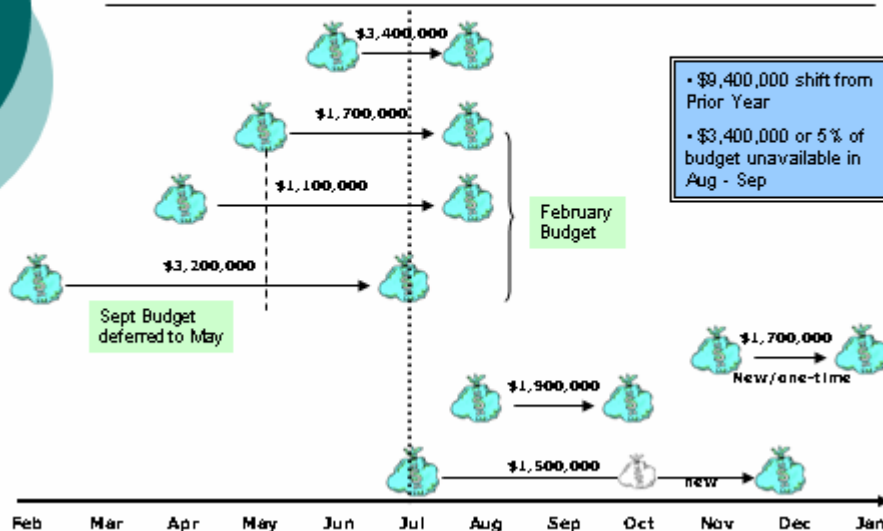 $3,400,000
• $9,400,000 shift from
Prior Year
• $3,400,000 or 5% of
budget unavailable in
Aug - Sep
$1,700,000
$1,100,000
February
Budget
$3,200,000
Sept Budget
deferred to May
$1,700,000
New/one-time
$1,900,000
$1,500,000
new
Feb Mar Apr May Jun Jul Aug Sep Oct Nov Dec Jan